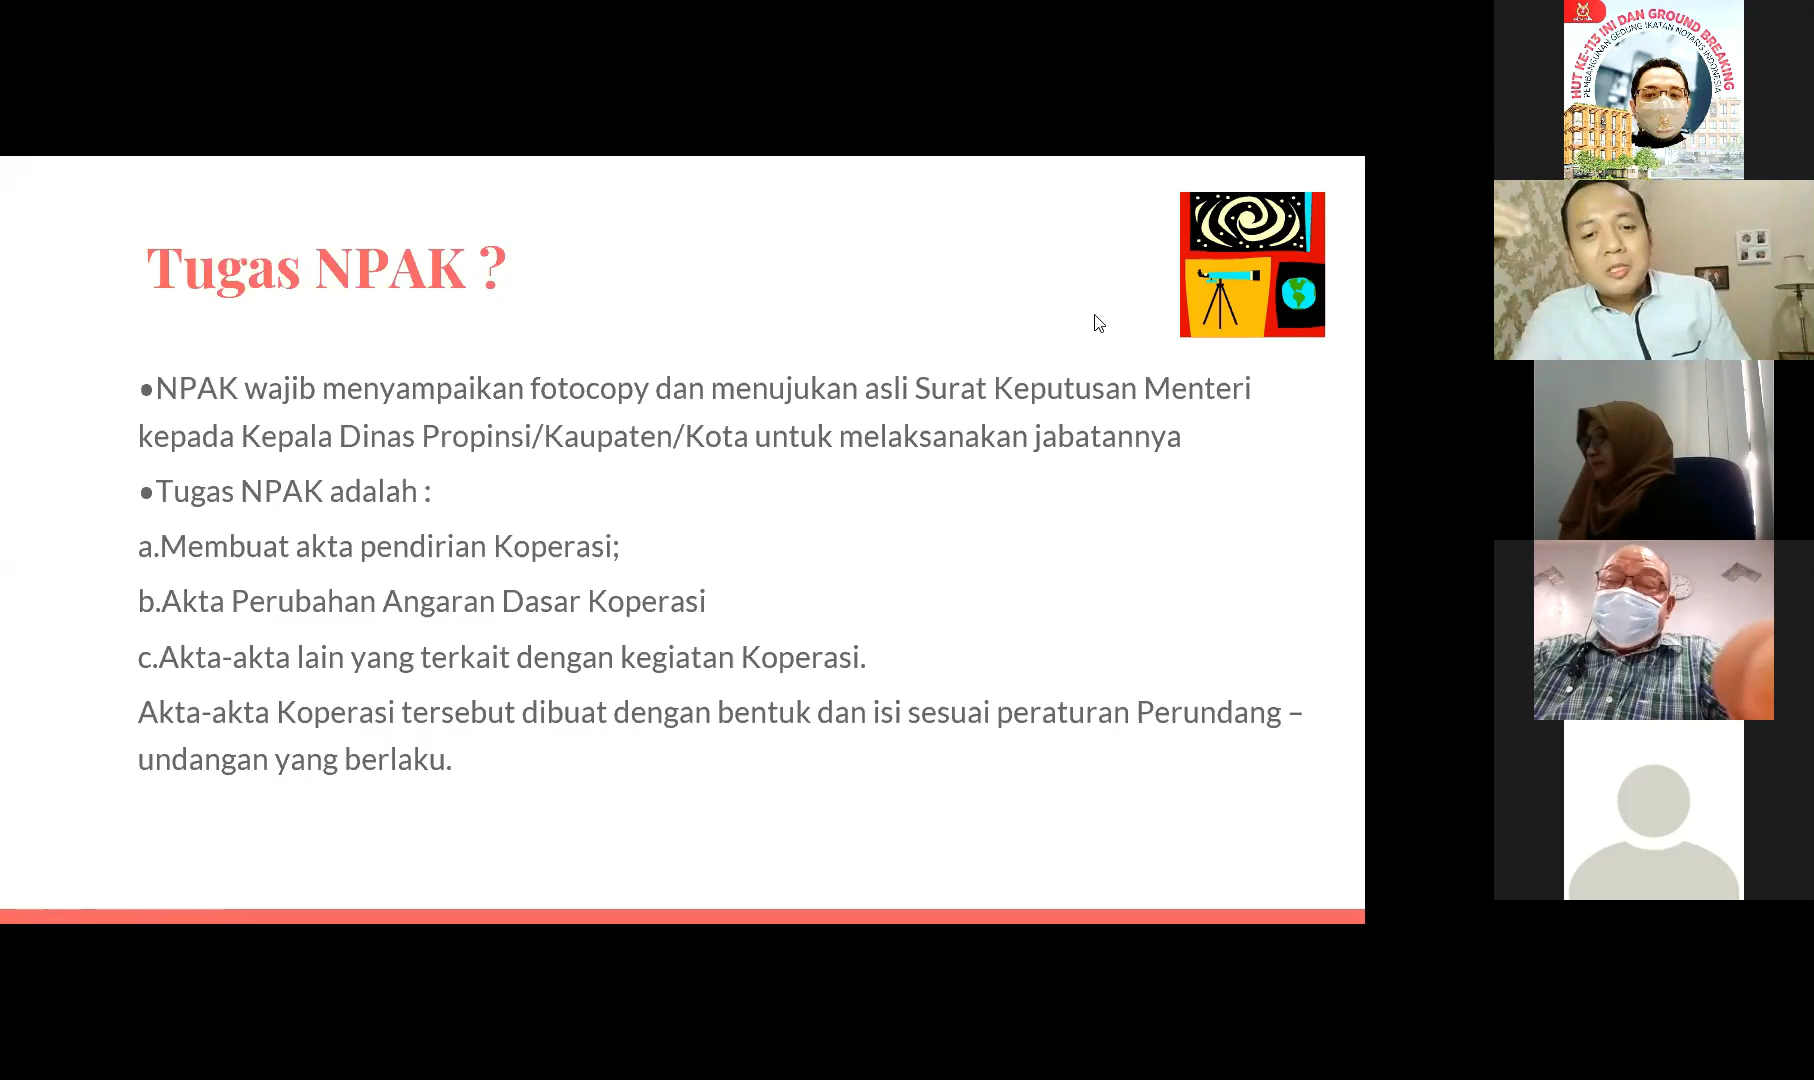 Tugas NPAK ?
•NPAK wajib menyampaikan fotocopy dan menujukan asli Surat Keputusan Menteri
kepada Kepala Dinas Propinsi/Kaupaten/Kota untuk melaksanakan jabatannya
•Tugas NPAK adalah :
a.Membuat akta pendirian Koperasi;
b.Akta Perubahan Angaran Dasar Koperasi
c.Akta-akta lain yang terkait dengan kegiatan Koperasi.
Akta-akta Koperasi tersebut dibuat dengan bentuk dan isi sesuai peraturan Perundang –
undangan yang berlaku.
HUT KE-113 INI DAN GROUND BREAKING
PEMBANGUNAN GEDUNG IKATAN NOTARIS INDONESIA